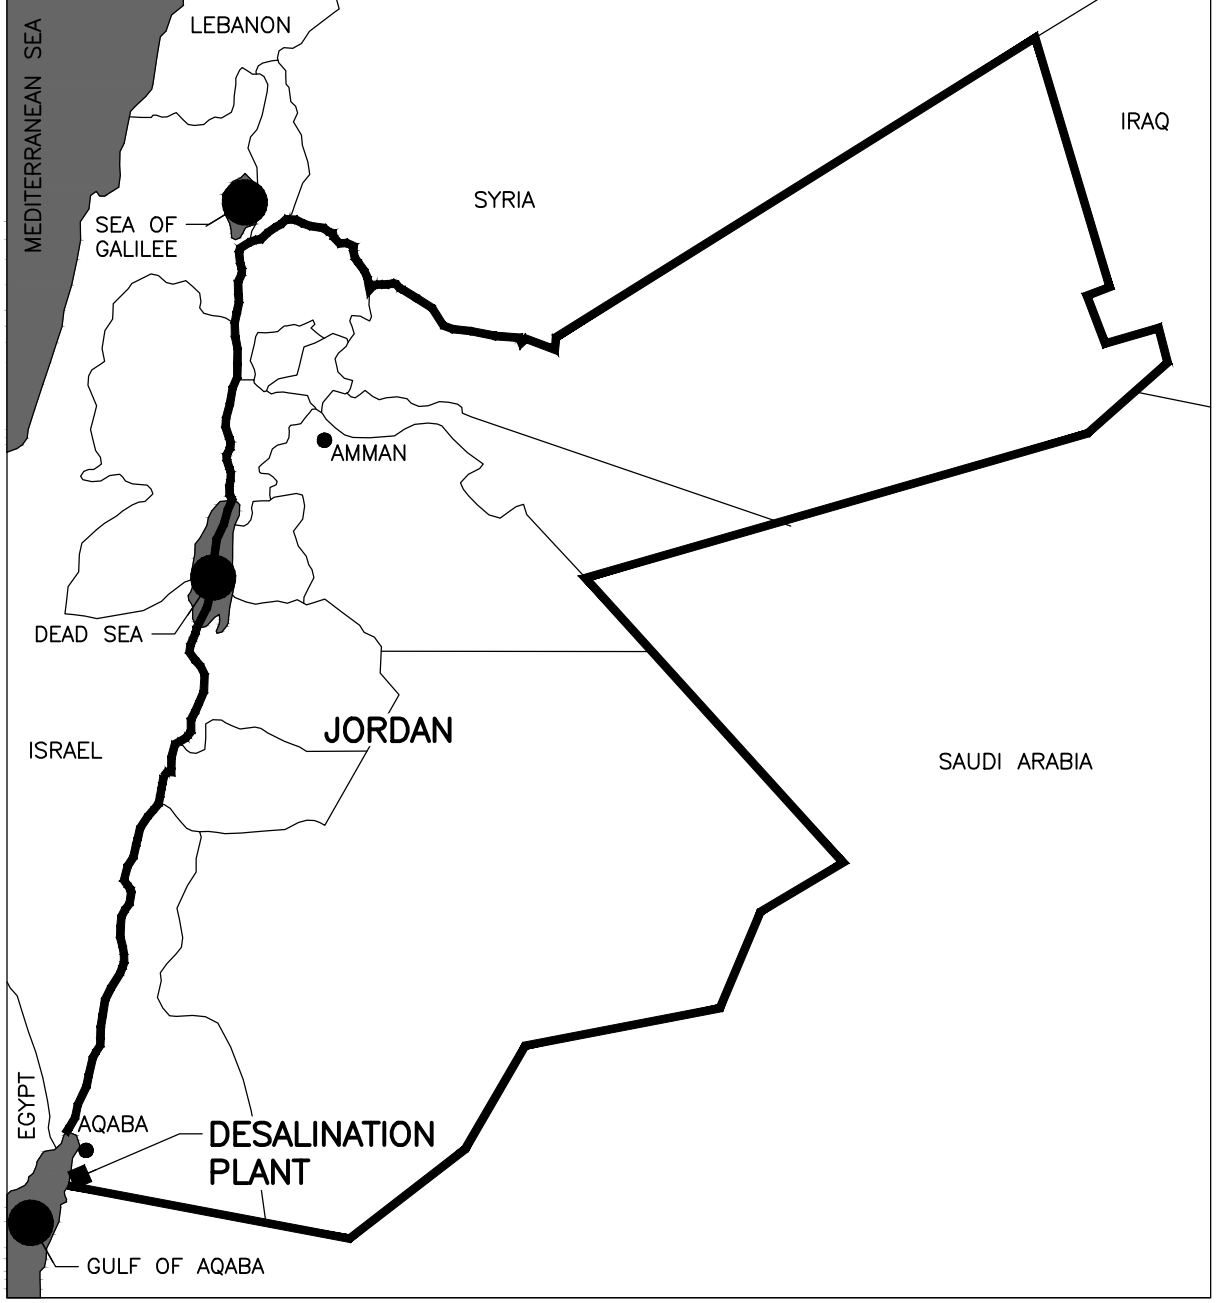 LEBANON
MEDITERRANEAN SEA
IRAQ
SYRIA
SEA OF
GALILEE
AMMAN
DEAD SEA
JORDAN
ISRAEL
SAUDI ARABIA
EGYPT
AQABA
DESALINATION
PLANT
GULF OF AQABA